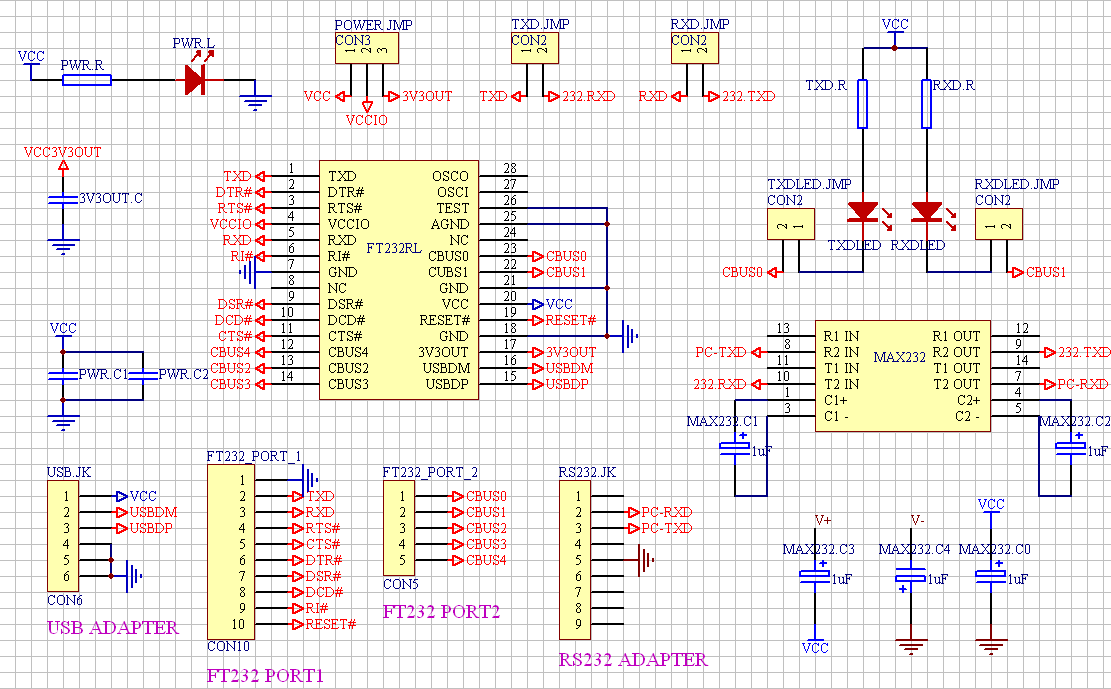 VCC
PWR.R
PWR.L
POWER.JMP
CON3
1 2 3
VCC
3V3OUT
VCCIO
TXD.JMP
CON2
1 2
TXD
232.RXD
RXD.JMP
CON2
1 2
RXD
232.TXD
VCC
TXD.R
RXD.R
TXDLED.JMP
CON2
2 1
TXDLED
RXDLED
CBUS0
RXDLED.JMP
CON2
1 2
CBUS1
VCC3V3OUT
3V3OUT.C
VCC
PWR.C1
PWR.C2
FT232RL
TXD 1 TXD
DTR# 2 DTR#
RTS# 3 RTS#
VCCIO 4 VCCIO
RXD 5 RXD
RI# 6 RI#
7 GND
8 NC
DSR# 9 DSR#
DCD# 10 DCD#
CTS# 11 CTS#
CBUS4 12 CBUS4
CBUS2 13 CBUS2
CBUS3 14 CBUS3
OSCO 28
OSCI 27
TEST 26
AGND 25
NC 24
CBUS0 23 CBUS0
CUBS1 22 CBUS1
GND 21
VCC 20 VCC
RESET# 19 RESET#
GND 18
3V3OUT 17 3V3OUT
USBDM 16 USBDM
USBDP 15 USBDP
MAX232
13 R1 IN
PC-TXD 8 R2 IN
11 T1 IN
232.RXD 10 T2 IN
1 C1+
3 C1 -
R1 OUT 12
R2 OUT 9 232.TXD
T1 OUT 14
T2 OUT 7 PC-RXD
C2+ 4
C2 - 5
MAX232.C1
1uF
MAX232.C2
1uF
USB.JK
1 VCC
2 USBDM
3 USBDP
4
5
6
CON6
USB ADAPTER
FT232_PORT_1
1
2 TXD
3 RXD
4 RTS#
5 CTS#
6 DTR#
7 DSR#
8 DCD#
9 RI#
10 RESET#
CON10
FT232 PORT1
FT232_PORT_2
1 CBUS0
2 CBUS1
3 CBUS2
4 CBUS3
5 CBUS4
CON5
FT232 PORT2
RS232.JK
1
2 PC-RXD
3 PC-TXD
4
5
6
7
8
9
RS232 ADAPTER
V+
MAX232.C3
1uF
VCC
V-
MAX232.C4
1uF
VCC
MAX232.C0
1uF